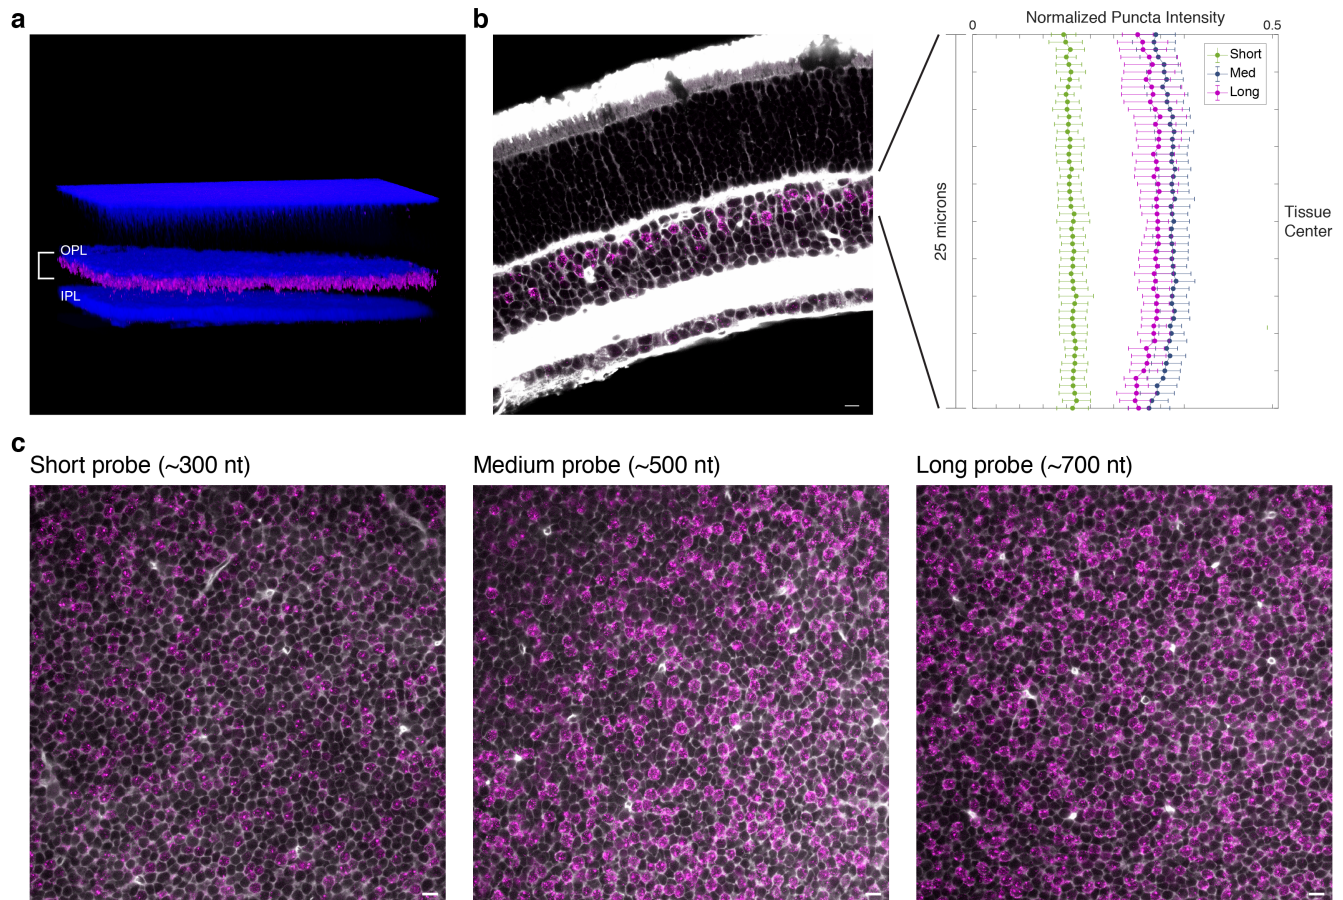 a
b
OPL
IPL
Normalized Puncta Intensity
0
0.5
Short
Med
Long
25 microns
Tissue
Center
c
Short probe (~300 nt)
Medium probe (~500 nt)
Long probe (~700 nt)